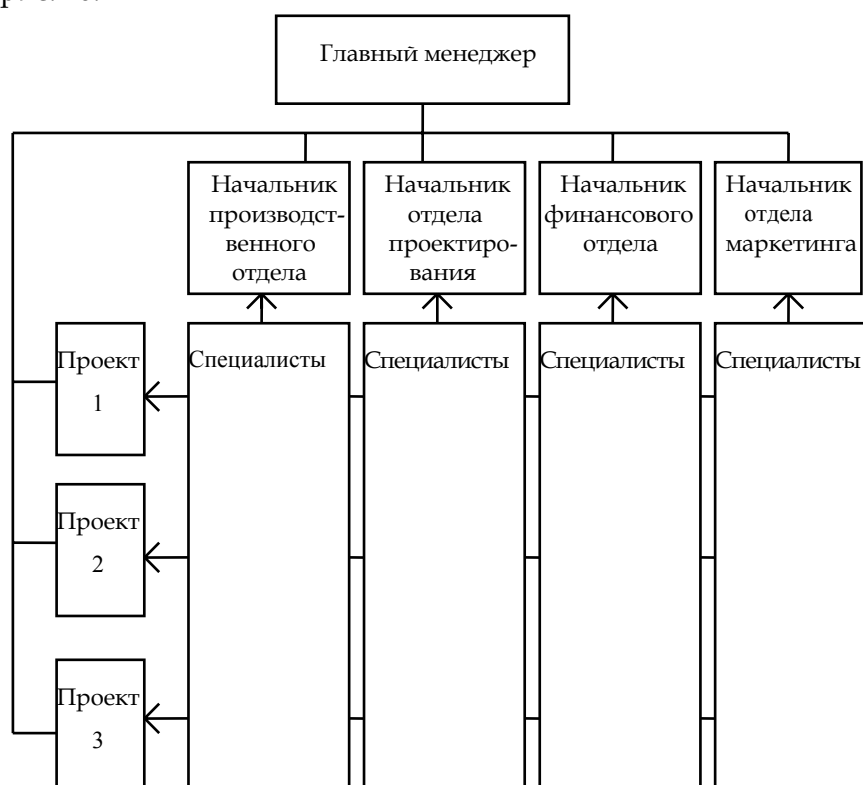 Главный менеджер
Начальник
производст-
венного
отдела
Начальник
отдела
проектиро-
вания
Начальник
финансового
отдела
Начальник
отдела
маркетинга
Проект
1
Специалисты
Специалисты
Специалисты
Специалисты
Проект
2
Проект
3